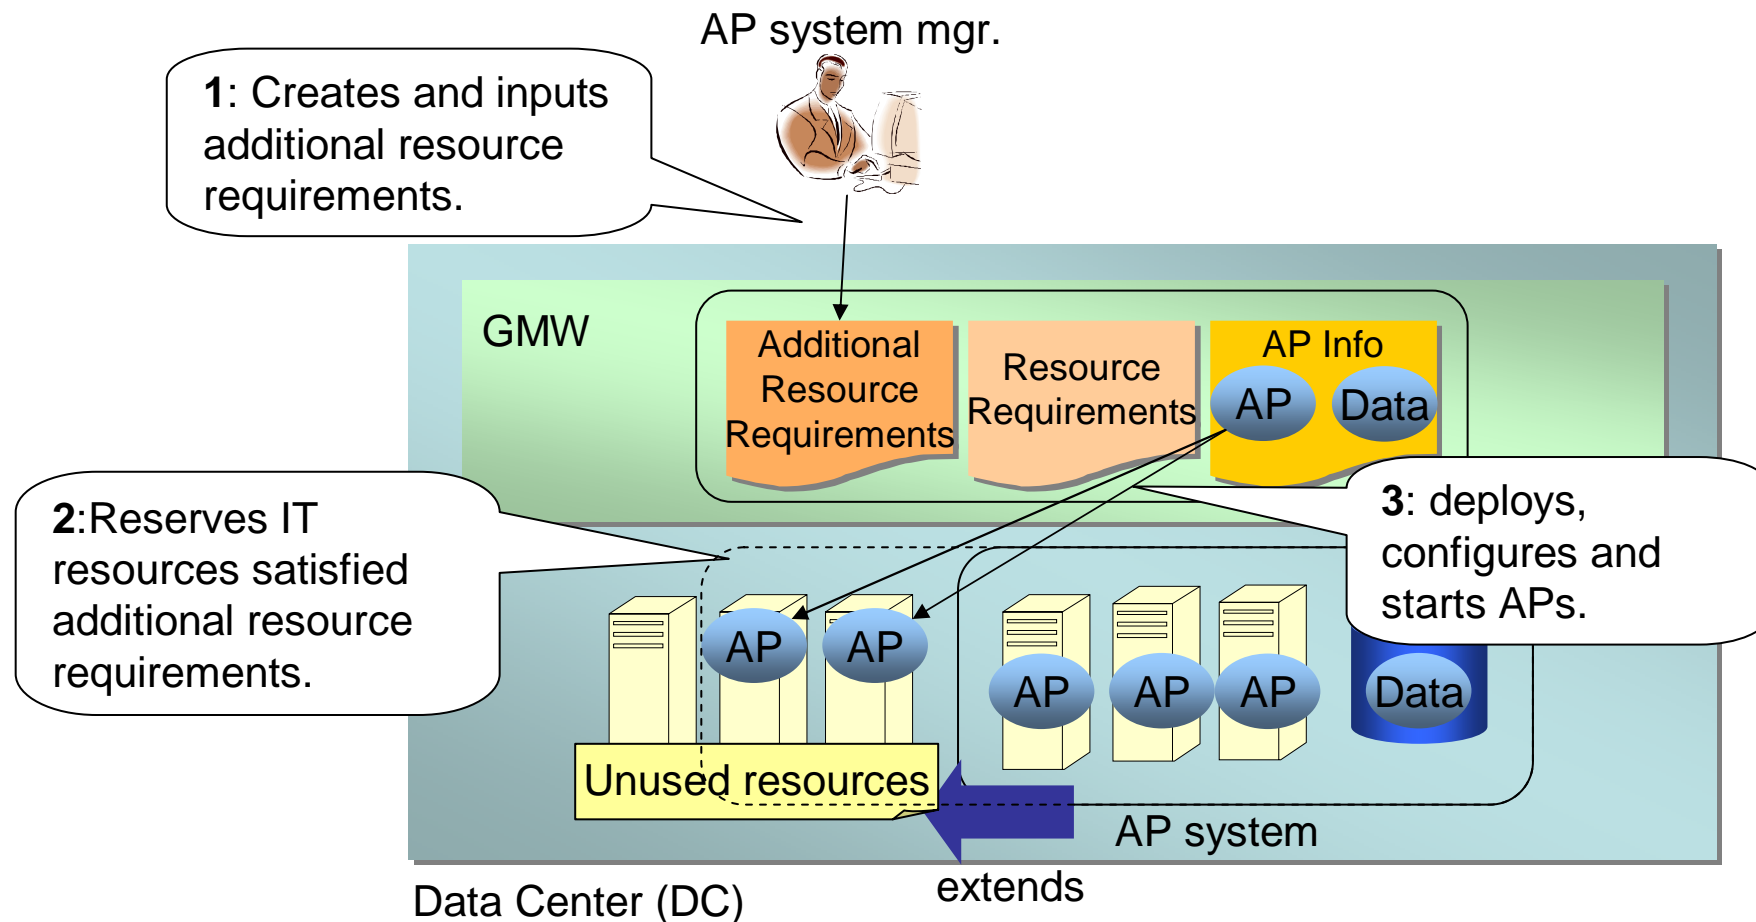 AP system mgr.
1: Creates and inputs
additional resource
requirements.
GMW
Additional
Resource
Requirements
Resource
Requirements
AP Info
AP
Data
2:Reserves IT
resources satisfied
additional resource
requirements.
3: deploys,
configures and
starts APs.
AP
AP
AP
AP
AP
Data
Unused resources
AP system
extends
Data Center (DC)